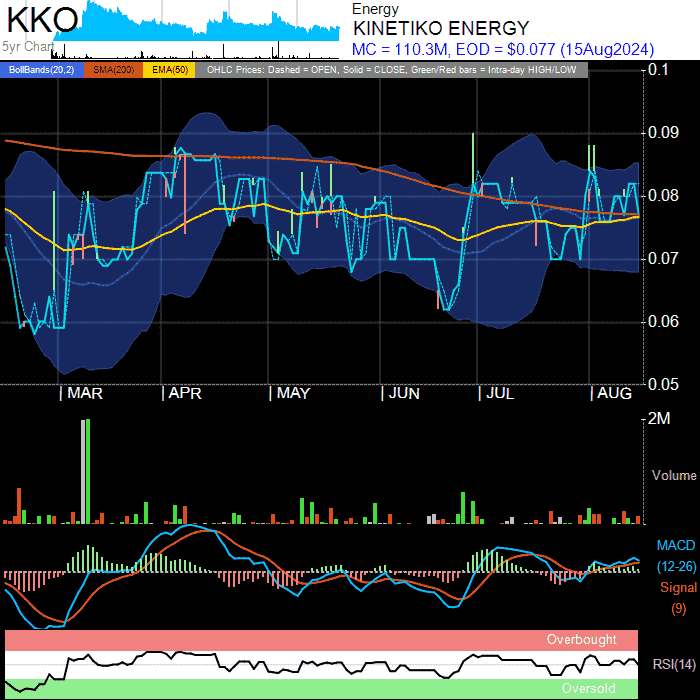 KKO
5yr Chart
Energy
KINETIKO ENERGY
MC = 110.3M, EOD = $0.077 (15Aug2024)
BollBands(20,2) SMA(200) EMA(50) OHLC Prices: Dashed = OPEN, Solid = CLOSE, Green/Red bars = Intra-day HIGH/LOW
0.1
0.09
0.08
0.07
0.06
0.05
MAR APR MAY JUN JUL AUG
2M
Volume
MACD
(12-26)
Signal
(9)
Overbought
RSI(14)
Oversold